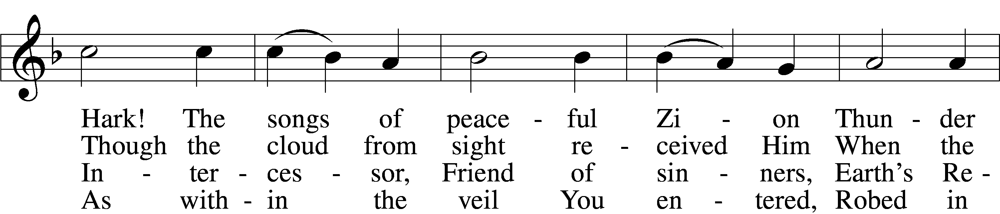 Hark! The songs of peace - ful Zi - on Thun - der
Though the cloud from sight re - ceived Him When the
In - ter - ces - sor, Friend of sin - ners, Earth's Re -
As with - in the veil You en - tered, Robed in